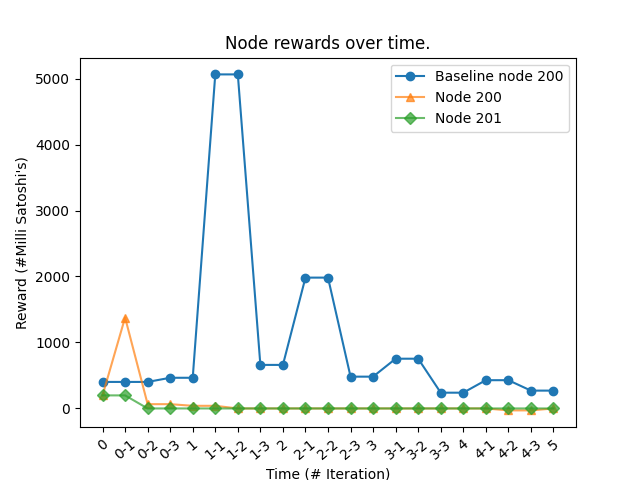 Node rewards over time.
Baseline node 200
Node 200
Node 201
Reward (#Milli Satoshi's)
5000
4000
3000
2000
1000
0
0 0-1 0-2 0-3 1 1-1 1-2 1-3 2 2-1 2-2 2-3 3 3-1 3-2 3-3 4 4-1 4-2 4-3 5
Time (# Iteration)